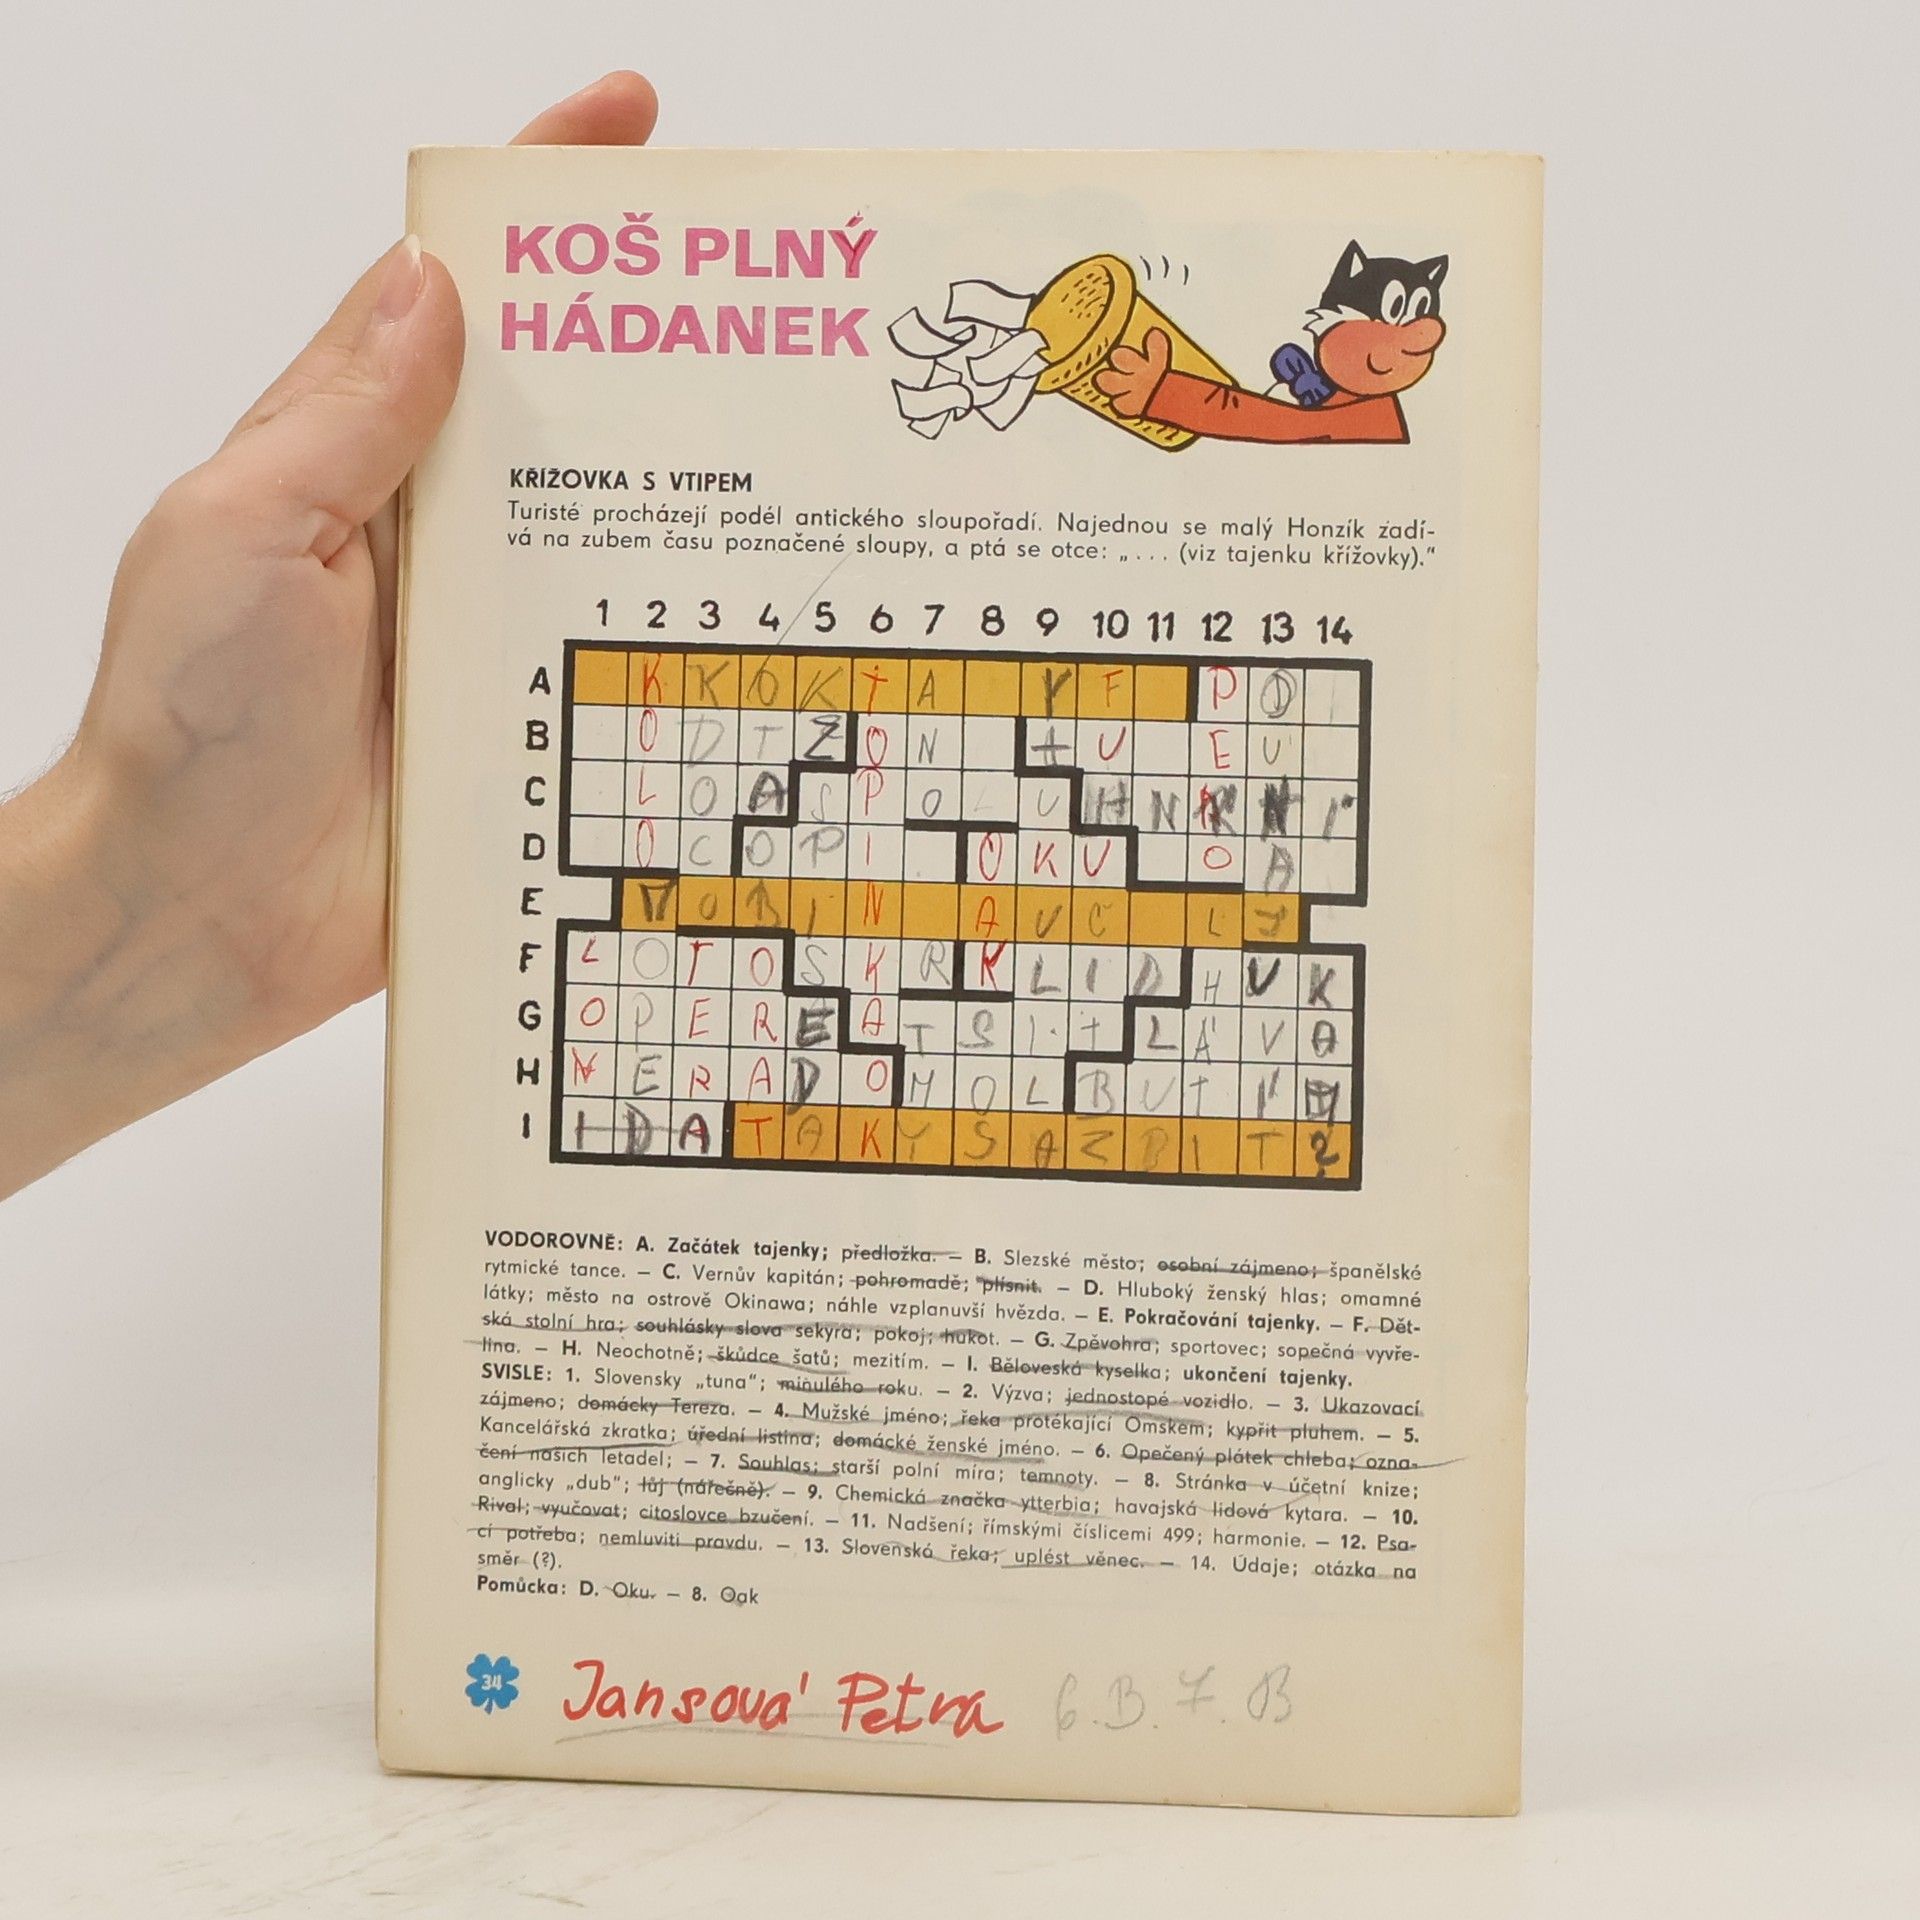 KOŠ PLNÝ
HÁDANEK
KŘÍŽOVKA S VTIPEM
Turisté procházejí podél antického sloupořadí. Najednou se malý Honzík zadí-
vá na zubem času poznačené sloupy, a ptá se otce: „... (viz tajenku křížovky).“
1 2 3 4 5 6 7 8 9 10 11 12 13 14
A K K O K T A Y F P D
B O D T Z O N U E U
C L O A S P O L U H N
D O C O P I O K U O A
E O B I N A U C L
F L O T O S K R K L I D H U K
G O P E R E A T S I T L Á V A
H N E R A D O M O L B U T
I I D A T A K Y S A Z D I T ?
VODOROVNĚ: A. Začátek tajenky; předložka. – B. Slezské město; osobní zájmeno; španělské
rytmické tance. – C. Vernův kapitán; pohromadě; plísnit. – D. Hluboký ženský hlas; omamné
látky; město na ostrově Okinawa; náhle vzplanuvší hvězda. – E. Pokračování tajenky. – F. Dět-
ská stolní hra; souhlásky slova sekyra; pokoj; hukot. – G. Zpěvohra; sportovec; sopečná vyvře-
lina. – H. Neochotně; škůdce šatů; mezitím. – I. Běloveská kyselka; ukončení tajenky.
SVISLE: 1. Slovensky „tuna“; minulého roku. – 2. Výzva; jednostopé vozidlo. – 3. Ukazovací
zájmeno; domácky Tereza. – 4. Mužské jméno; řeka protékající Omskem; kypřit pluhem. – 5.
Kancelářská zkratka; úřední listina; domácké ženské jméno. – 6. Opečený plátek chleba; ozna-
čení našich letadel; – 7. Souhlas; starší polní míra; temnoty. – 8. Stránka v účetní knize;
anglicky „dub“; lůj (nářečně). – 9. Chemická značka ytterbia; havajská lidová kytara. – 10.
Rival; vyučovat; citoslovce bzučení. – 11. Nadšení; římskými číslicemi 499; harmonie. – 12. Psa-
cí potřeba; nemluviti pravdu. – 13. Slovenská řeka; uplést věnec. – 14. Údaje; otázka na
směr (?).
Pomůcka: D. Oku. – 8. Oak
34
Jansová Petra 6.B. 7.B